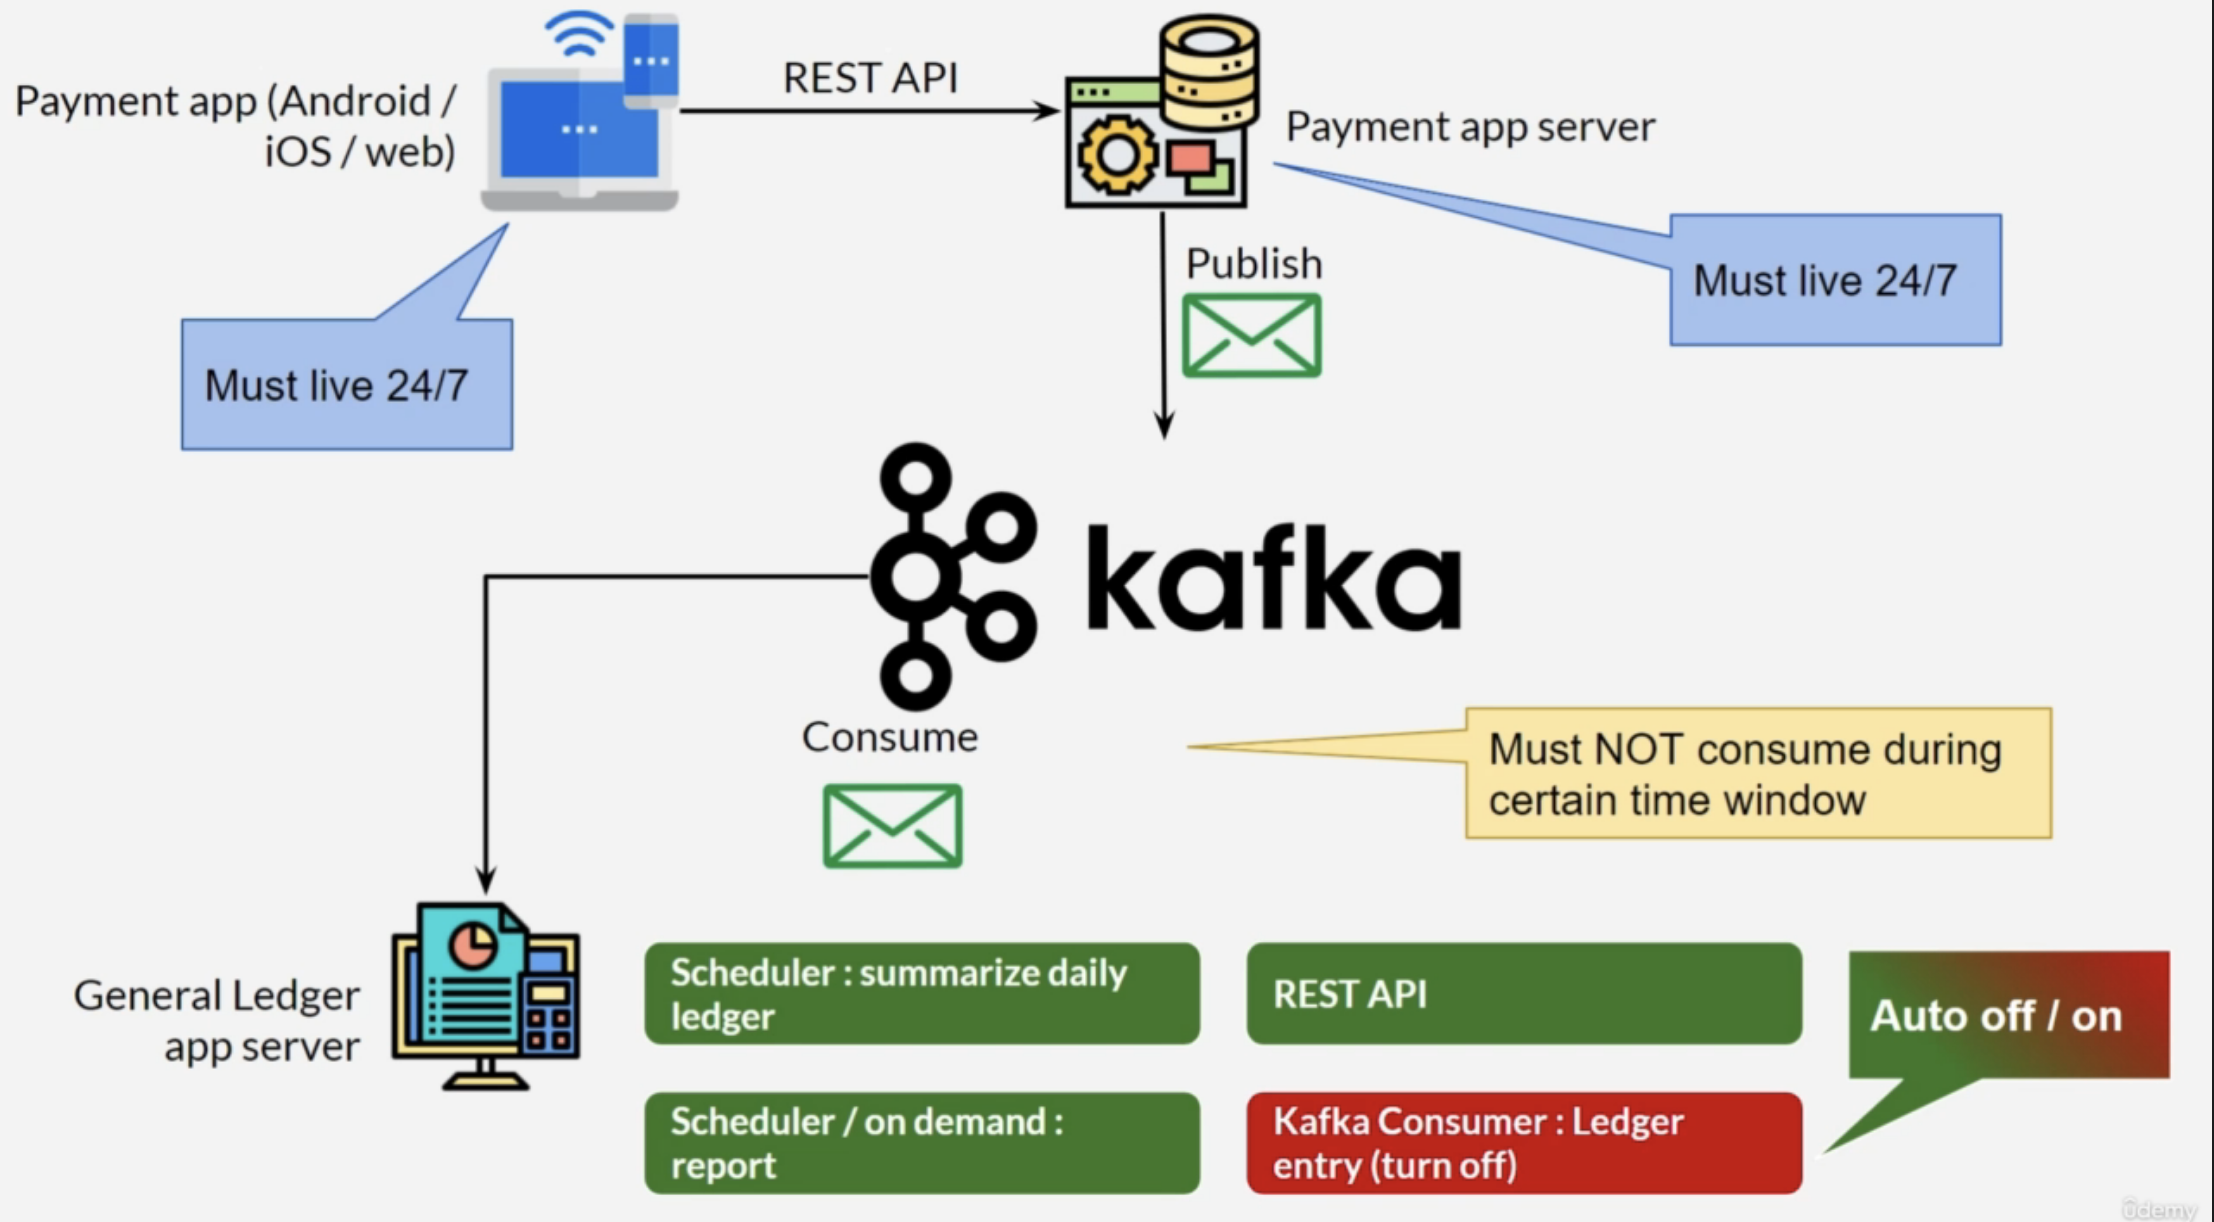 Payment app (Android /
iOS / web)
REST API
Payment app server
Must live 24/7
Publish
Must live 24/7
kafka
Consume
Must NOT consume during
certain time window
General Ledger
app server
Scheduler : summarize daily
ledger
REST API
Auto off / on
Scheduler / on demand :
report
Kafka Consumer : Ledger
entry (turn off)
ûdemy